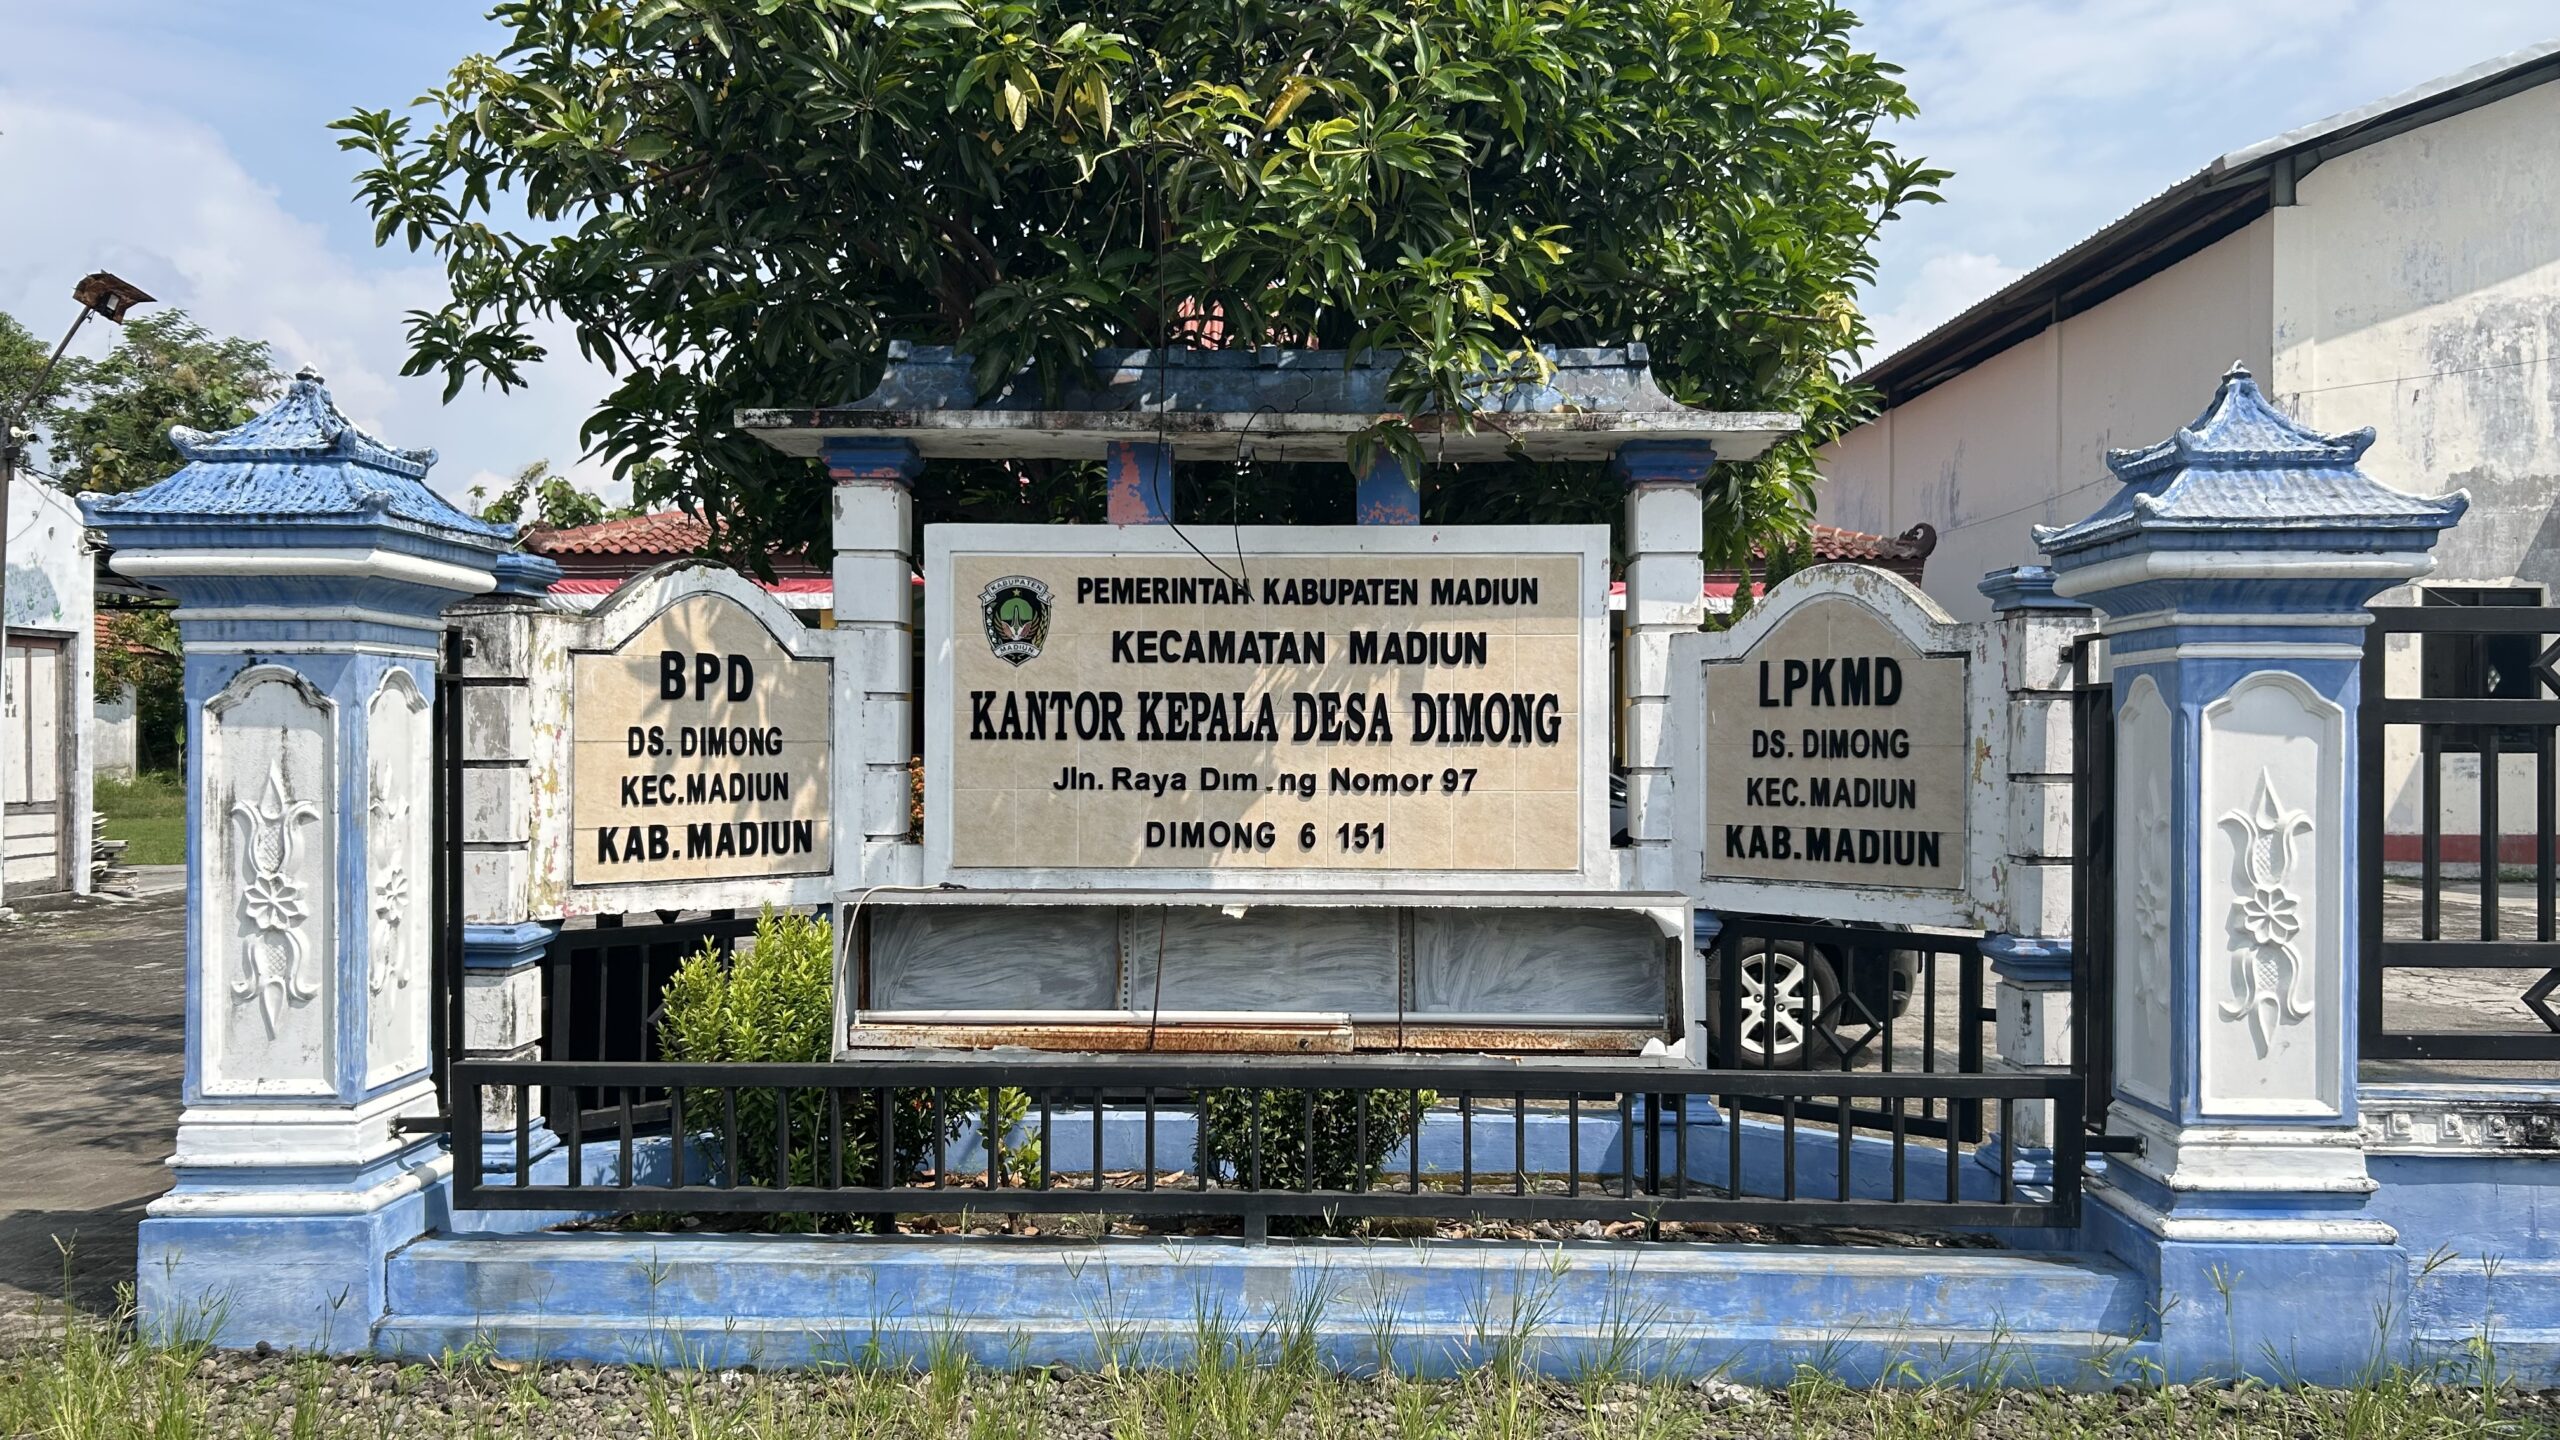 BPD
DS. DIMONG
KEC.MADIUN
KAB. MADIUN
KABUPATEN
MADIUN
PEMERINTAH KABUPATEN MADIUN
KECAMATAN MADIUN
KANTOR KEPALA DESA DIMONG
Jln. Raya Dim ng Nomor 97
DIMONG 6 151
LPKMD
DS. DIMONG
KEC.MADIUN
KAB.MADIUN